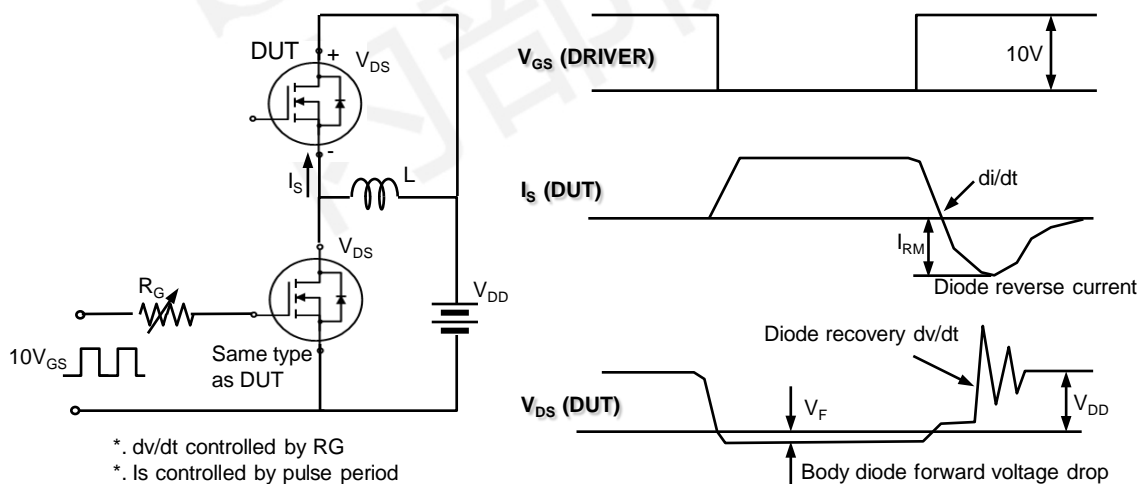 DUT
+
V_DS
-
I_S
L
V_DS
R_G
V_DD
10V_GS
Same type
as DUT
*. dv/dt controlled by RG
*. Is controlled by pulse period
V_GS (DRIVER)
10V
I_S (DUT)
di/dt
I_RM
Diode reverse current
Diode recovery dv/dt
V_DS (DUT)
V_F
V_DD
Body diode forward voltage drop